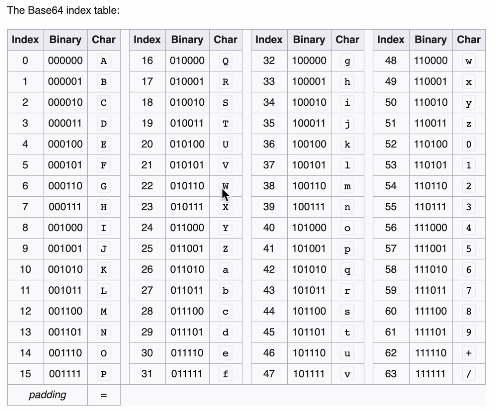 The Base64 index table:
Index Binary Char Index Binary Char Index Binary Char Index Binary Char
0 000000 A 16 010000 Q 32 100000 g 48 110000 w
1 000001 B 17 010001 R 33 100001 h 49 110001 x
2 000010 C 18 010010 S 34 100010 i 50 110010 y
3 000011 D 19 010011 T 35 100011 j 51 110011 z
4 000100 E 20 010100 U 36 100100 k 52 110100 0
5 000101 F 21 010101 V 37 100101 l 53 110101 1
6 000110 G 22 010110 W 38 100110 m 54 110110 2
7 000111 H 23 010111 X 39 100111 n 55 110111 3
8 001000 I 24 011000 Y 40 101000 o 56 111000 4
9 001001 J 25 011001 Z 41 101001 p 57 111001 5
10 001010 K 26 011010 a 42 101010 q 58 111010 6
11 001011 L 27 011011 b 43 101011 r 59 111011 7
12 001100 M 28 011100 c 44 101100 s 60 111100 8
13 001101 N 29 011101 d 45 101101 t 61 111101 9
14 001110 O 30 011110 e 46 101110 u 62 111110 +
15 001111 P 31 011111 f 47 101111 v 63 111111 /
padding =